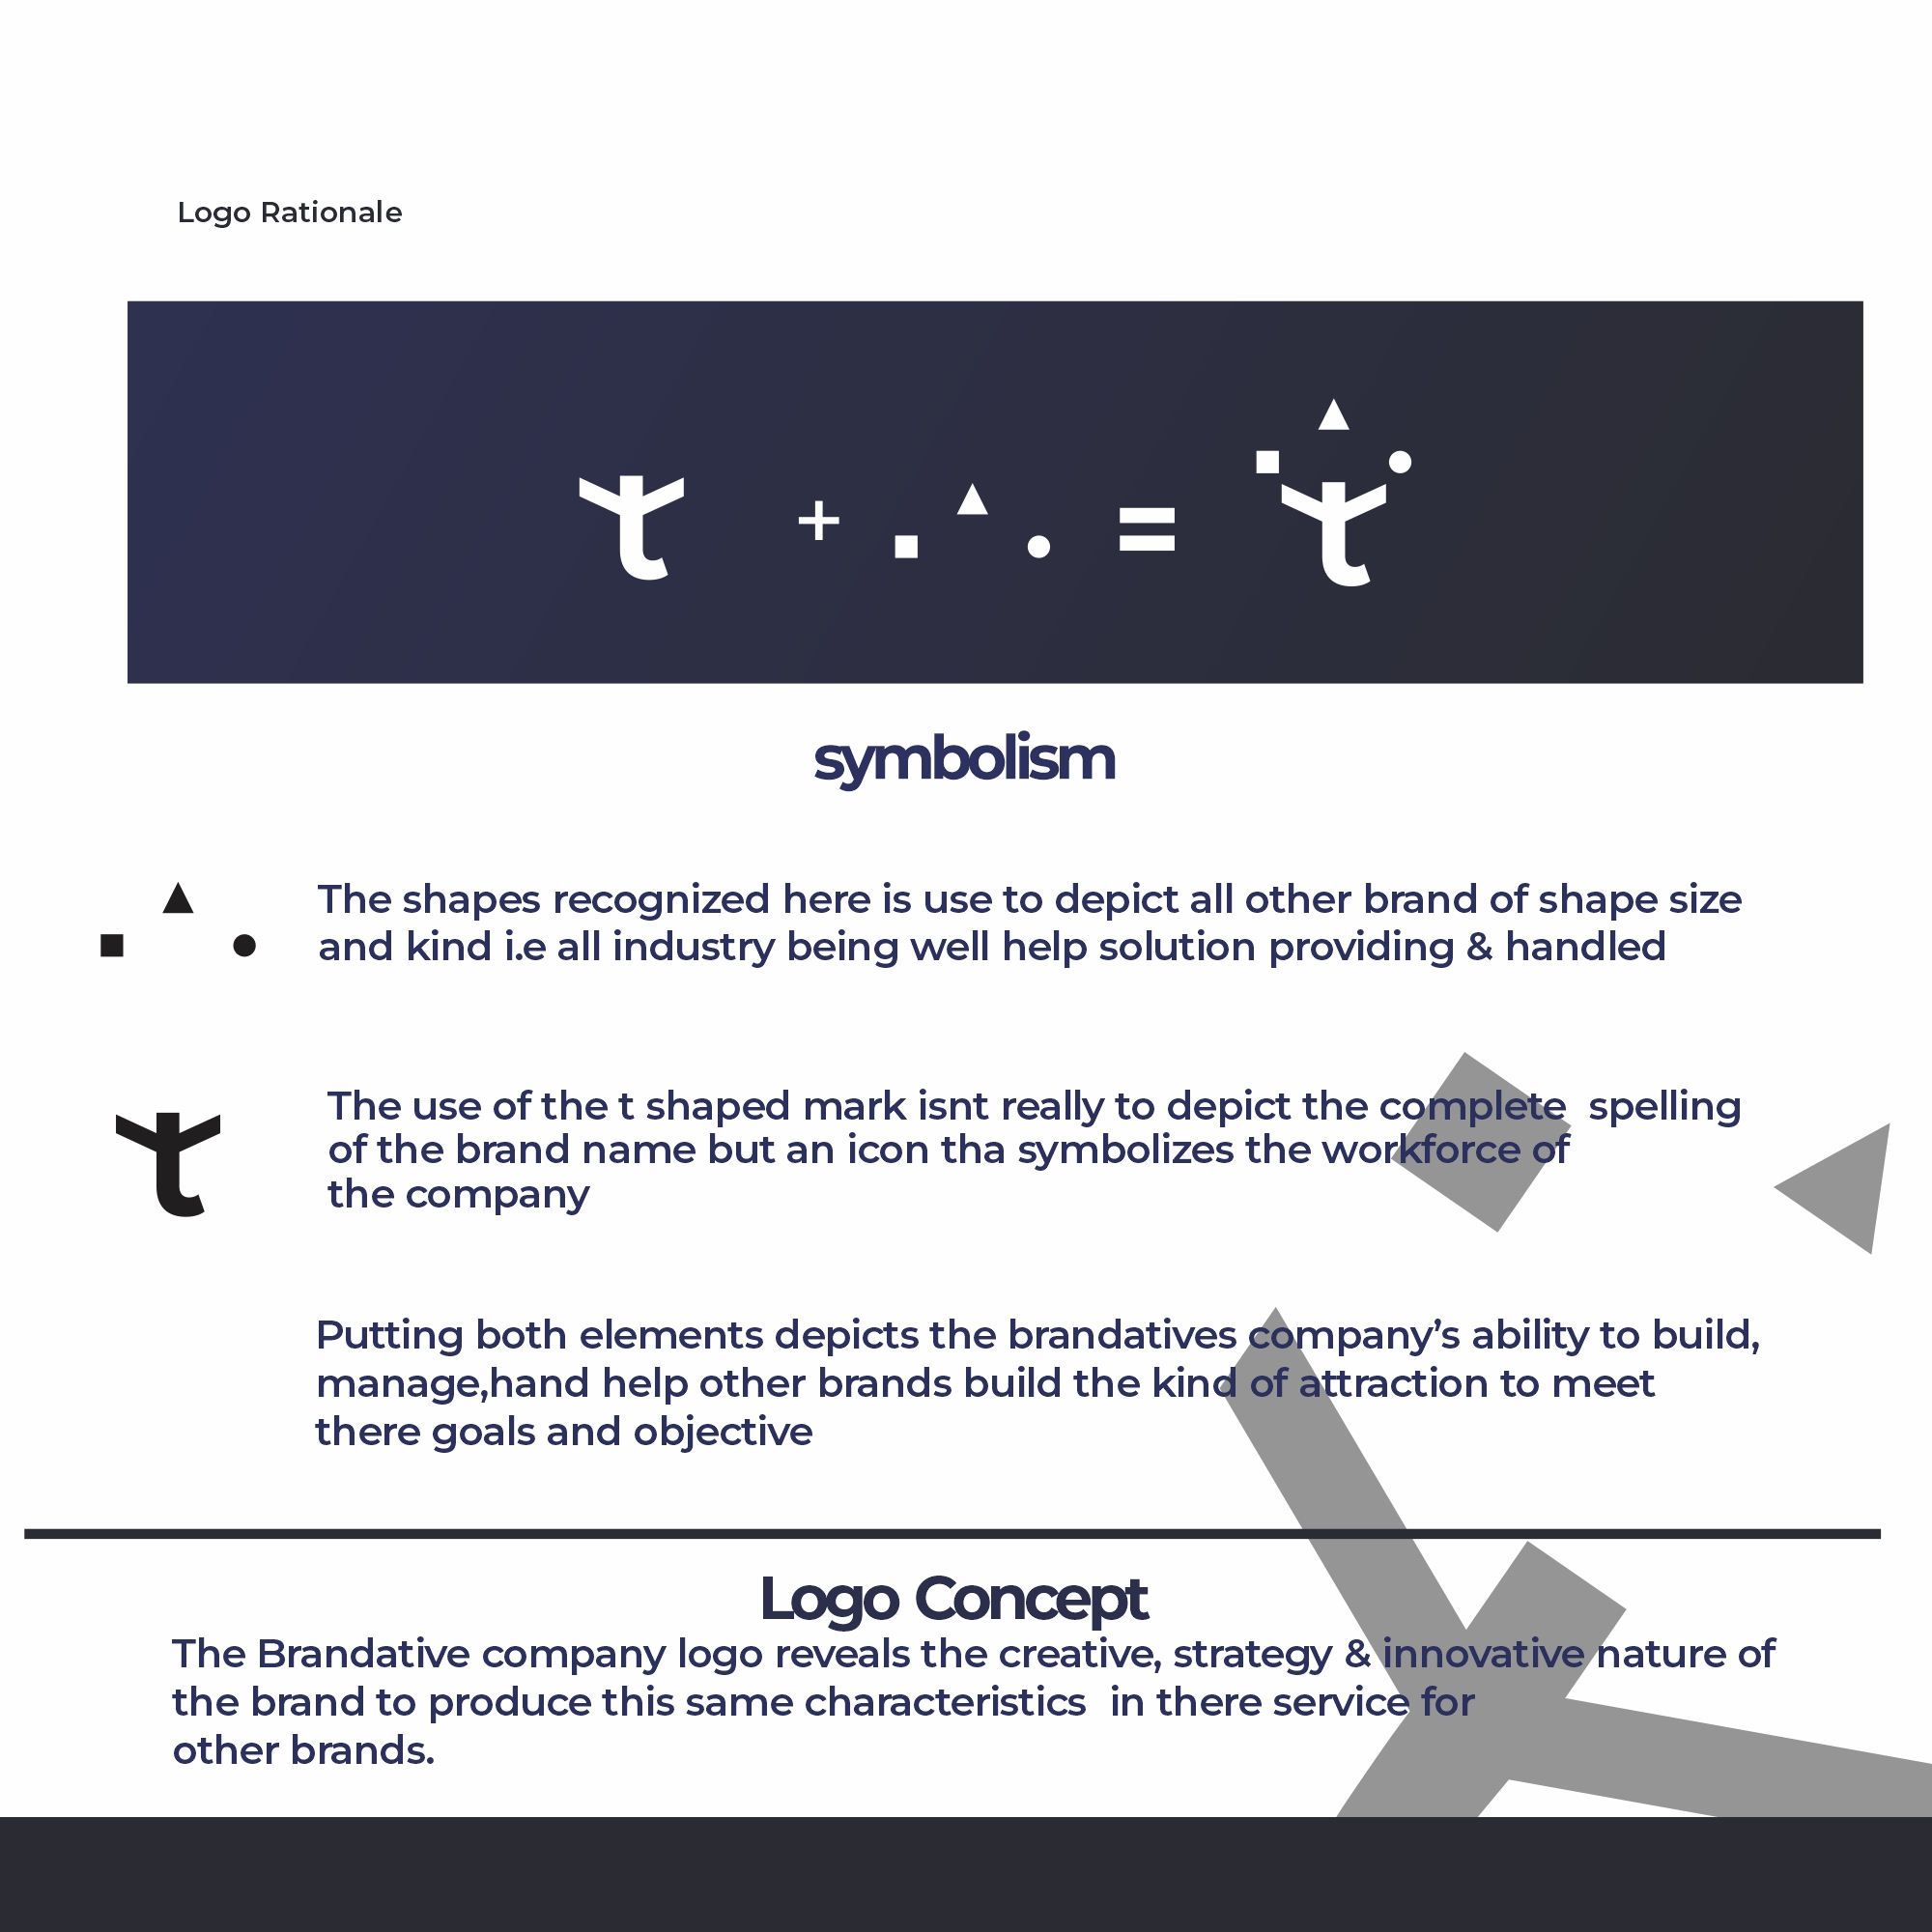 Logo Rationale
t + = t
symbolism
The shapes recognized here is use to depict all other brand of shape size
and kind i.e all industry being well help solution providing & handled
t
The use of the t shaped mark isnt really to depict the complete  spelling
of the brand name but an icon tha symbolizes the workforce of
the company
Putting both elements depicts the brandatives company’s ability to build,
manage,hand help other brands build the kind of attraction to meet
there goals and objective
Logo Concept
The Brandative company logo reveals the creative, strategy & innovative nature of
the brand to produce this same characteristics  in there service for
other brands.